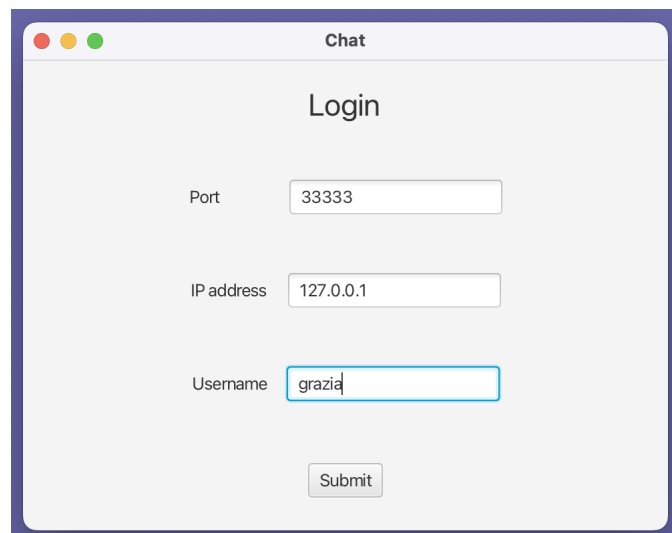 Chat
Login
Port 33333
IP address 127.0.0.1
Username grazia
Submit